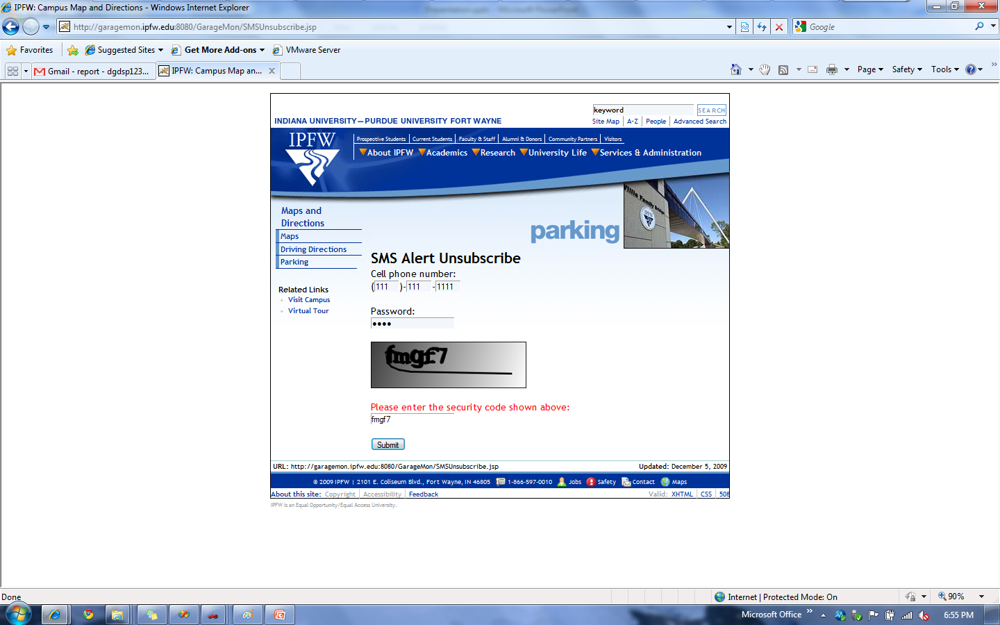 IPFW: Campus Map and Directions - Windows Internet Explorer
http://garagemon.ipfw.edu:8080/GarageMon/SMSUnsubscribe.jsp
Google
Favorites Suggested Sites Get More Add-ons VMware Server
Gmail - report - dgdsp123... IPFW: Campus Map an... Page Safety Tools
keyword SEARCH
INDIANA UNIVERSITY—PURDUE UNIVERSITY FORT WAYNE Site Map A-Z People Advanced Search
IPFW
Prospective Students Current Students Faculty & Staff Alumni & Donors Community Partners Visitors
About IPFW Academics Research University Life Services & Administration
Willis Family Bridge
Maps and
Directions
parking
Maps
Driving Directions
Parking
Related Links
Visit Campus
Virtual Tour
SMS Alert Unsubscribe
Cell phone number:
(111)-111-1111
Password:
••••
fmgf7
Please enter the security code shown above:
fmgf7
Submit
URL: http://garagemon.ipfw.edu:8080/GarageMon/SMSUnsubscribe.jsp Updated: December 5, 2009
© 2009 IPFW | 2101 E. Coliseum Blvd., Fort Wayne, IN 46805 1-866-597-0010 Jobs Safety Contact Maps
About this site: Copyright Accessibility Feedback Valid: XHTML CSS 508
IPFW is an Equal Opportunity/Equal Access University.
Done Internet | Protected Mode: On 90%
Microsoft Office 6:55 PM